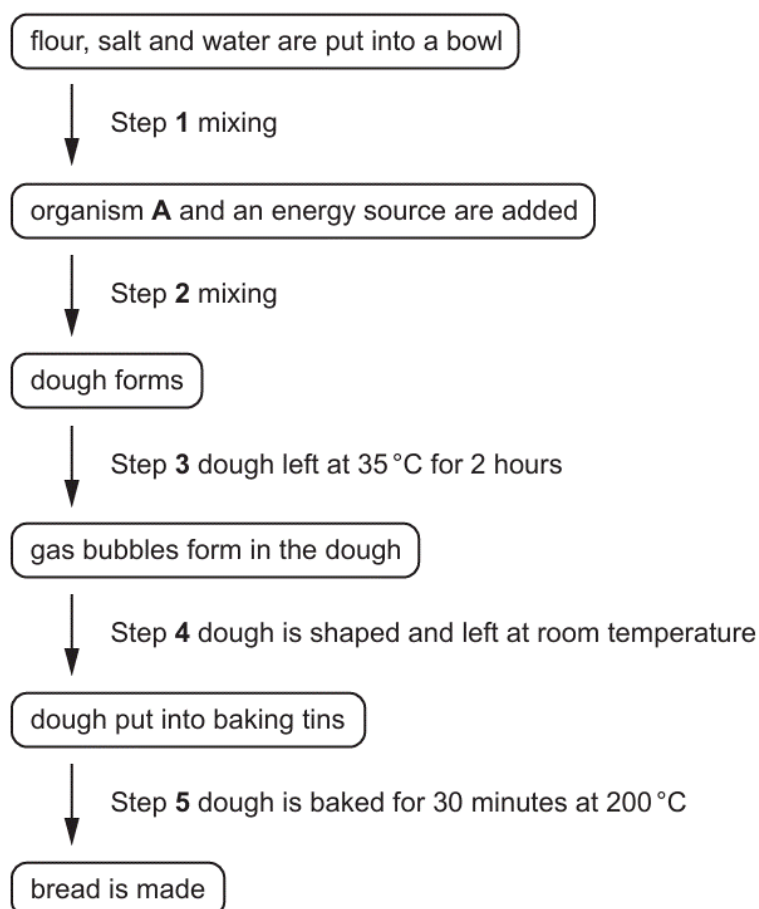 flour, salt and water are put into a bowl
Step 1 mixing
organism A and an energy source are added
Step 2 mixing
dough forms
Step 3 dough left at 35 °C for 2 hours
gas bubbles form in the dough
Step 4 dough is shaped and left at room temperature
dough put into baking tins
Step 5 dough is baked for 30 minutes at 200 °C
bread is made